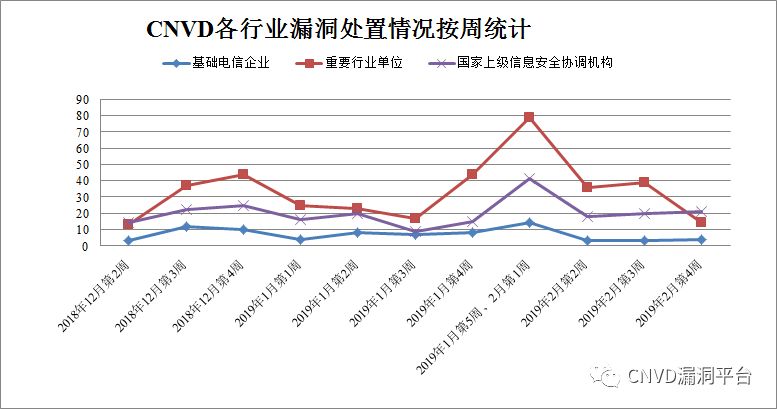 CNVD各行业漏洞处置情况按周统计
基础电信企业 重要行业单位 国家上级信息安全协调机构
90
80
70
60
50
40
30
20
10
0
2018年12月第2周
2018年12月第3周
2018年12月第4周
2019年1月第1周
2019年1月第2周
2019年1月第3周
2019年1月第4周
2019年1月第5周、2月第1周
2019年2月第2周
2019年2月第3周
2019年2月第4周
CNVD漏洞平台